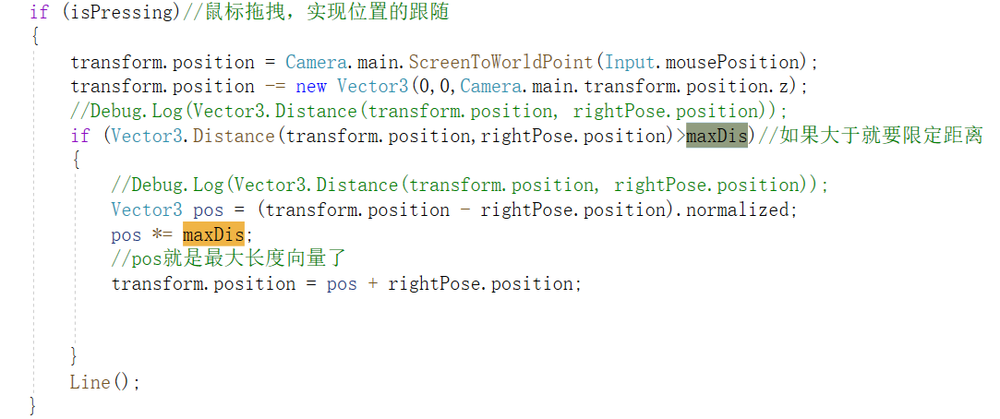 if (isPressing)//鼠标拖拽，实现位置的跟随
{
transform.position = Camera.main.ScreenToWorldPoint(Input.mousePosition);
transform.position -= new Vector3(0,0,Camera.main.transform.position.z);
//Debug.Log(Vector3.Distance(transform.position, rightPose.position));
if (Vector3.Distance(transform.position,rightPose.position)>maxDis)//如果大于就要限定距离
{
//Debug.Log(Vector3.Distance(transform.position, rightPose.position));
Vector3 pos = (transform.position - rightPose.position).normalized;
pos *= maxDis;
//pos就是最大长度向量了
transform.position = pos + rightPose.position;
}
Line();
}